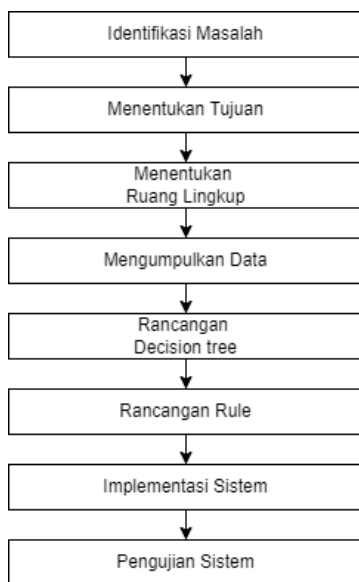 Identifikasi Masalah
Menentukan Tujuan
Menentukan
Ruang Lingkup
Mengumpulkan Data
Rancangan
Decision tree
Rancangan Rule
Implementasi Sistem
Pengujian Sistem